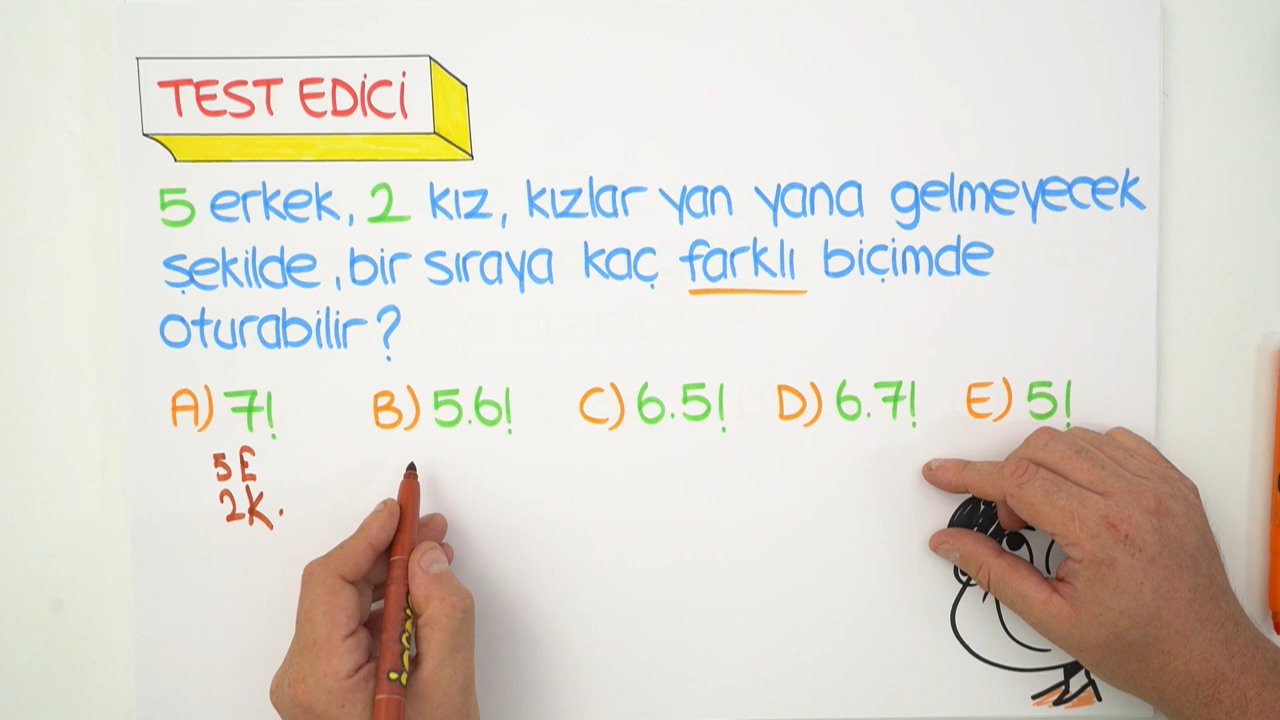 TEST EDİCİ
5 erkek, 2 kız, kızlar yan yana gelmeyecek
şekilde, bir sıraya kaç farklı biçimde
oturabilir?
A) 7! B) 5.6! C) 6.5! D) 6.7! E) 5!
5E
2K.